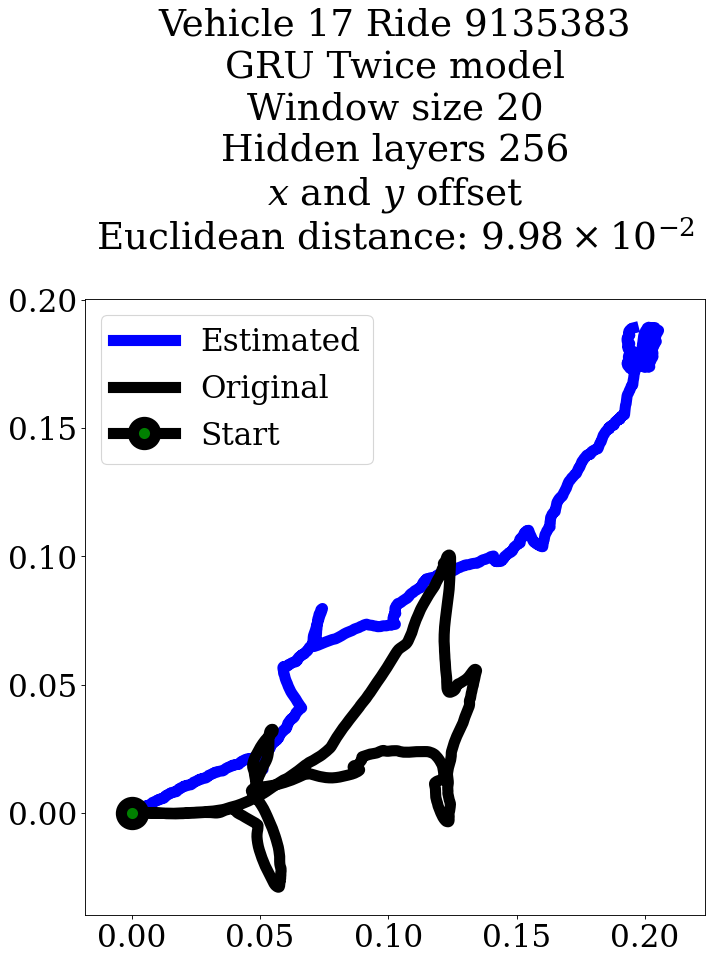 Vehicle 17 Ride 9135383
GRU Twice model
Window size 20
Hidden layers 256
x and y offset
Euclidean distance: 9.98 × 10⁻²
0.20
Estimated
Original
Start
0.15
0.10
0.05
0.00
0.00 0.05 0.10 0.15 0.20